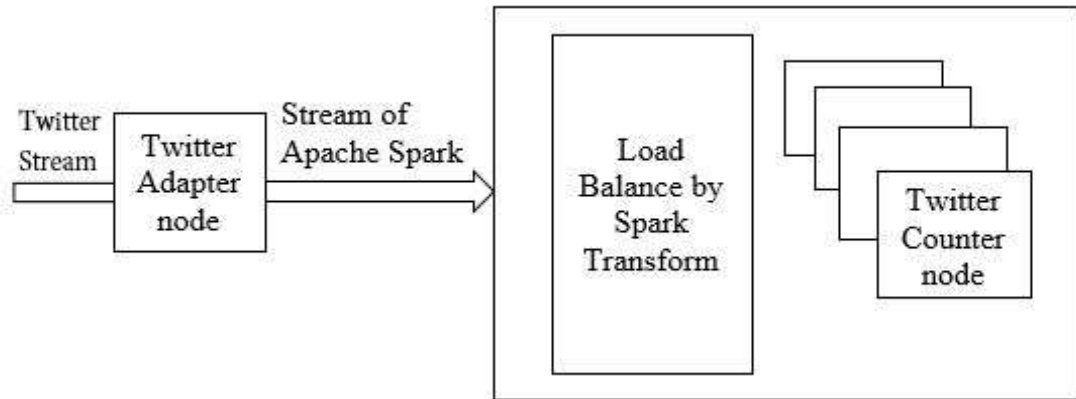 Twitter
Stream
Twitter
Adapter
node
Stream of
Apache Spark
Load
Balance by
Spark
Transform
Twitter
Counter
node